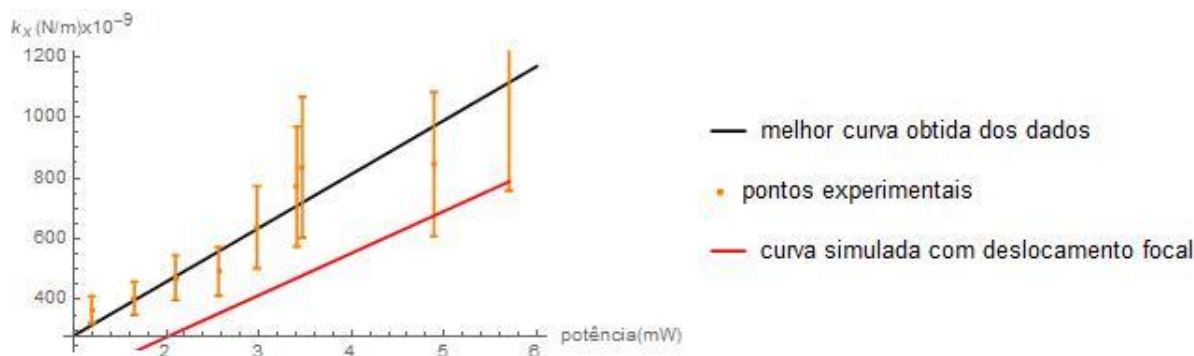 kx(N/m)x10⁻⁹
1200
1000
800
600
400
2 3 4 5 6
potência(mW)
melhor curva obtida dos dados
pontos experimentais
curva simulada com deslocamento focal